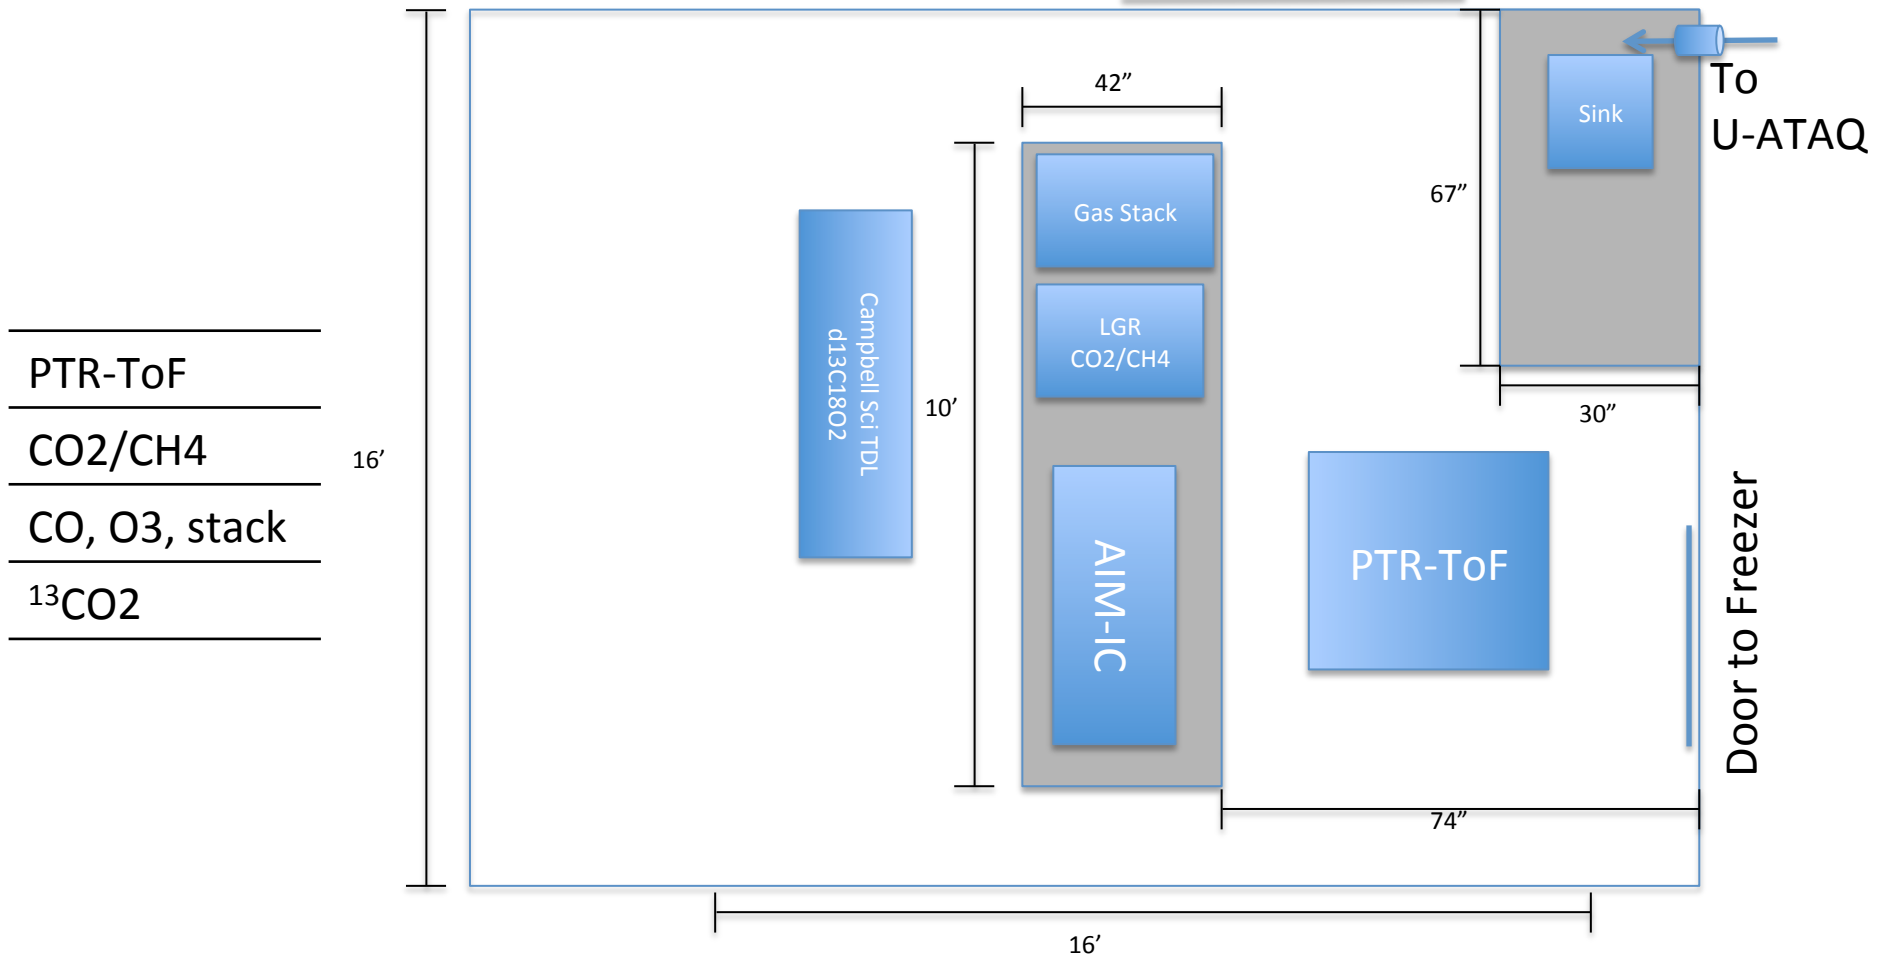 PTR-ToF
CO2/CH4
CO, O3, stack
¹³CO2
16’
Campbell Sci TDL
d13C18O2
10’
42”
Gas Stack
LGR
CO2/CH4
AIM-IC
67”
Sink
To
U-ATAQ
30”
PTR-ToF
Door to Freezer
74”
16’